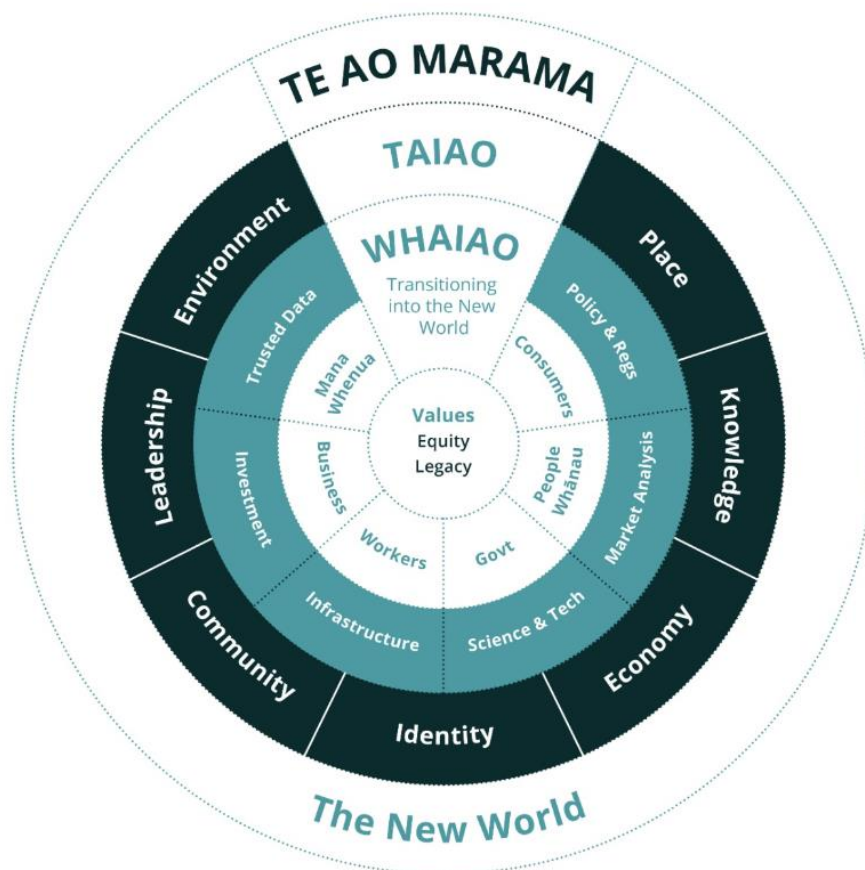 TE AO MARAMA
TAIAO
WHAIAO
Transitioning
into the New
World
Values
Equity
Legacy
Mana
Whenua
Consumers
People
Whānau
Govt
Workers
Business
Trusted Data
Policy & Regs
Market Analysis
Science & Tech
Infrastructure
Investment
Environment
Place
Knowledge
Economy
Identity
Community
Leadership
The New World